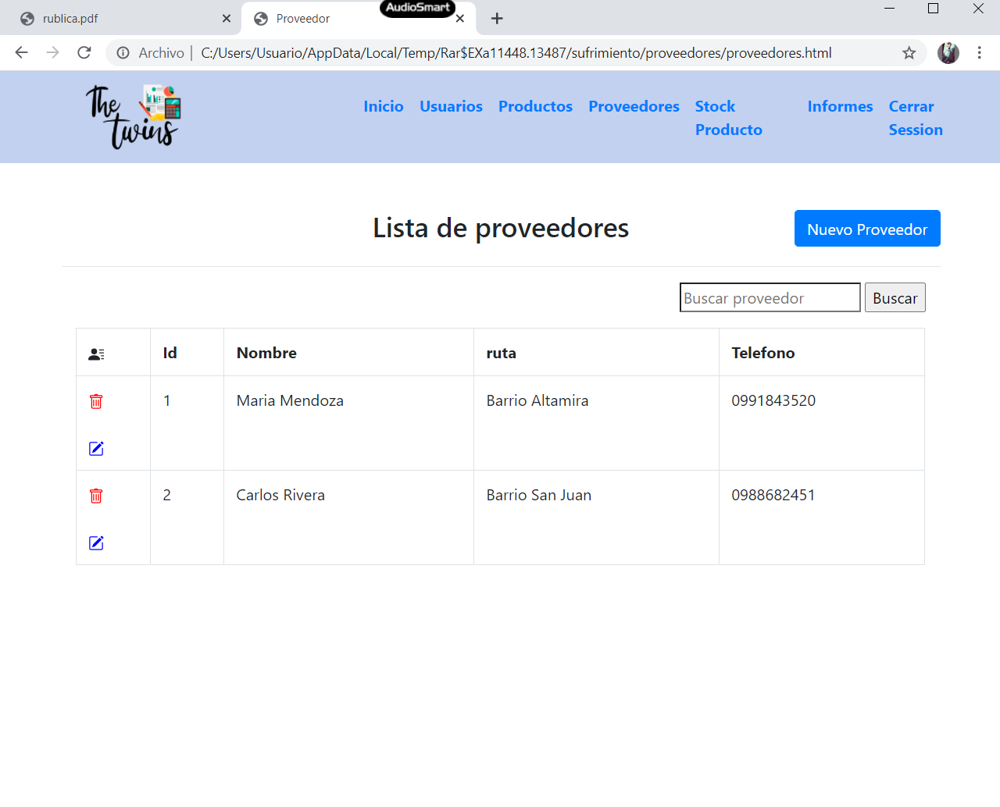 rublica.pdf
Proveedor
AudioSmart
Archivo | C:/Users/Usuario/AppData/Local/Temp/Rar$EXa11448.13487/sufrimiento/proveedores/proveedores.html
The twins
Inicio Usuarios Productos Proveedores Stock Producto Informes Cerrar Session
Lista de proveedores
Nuevo Proveedor
Buscar proveedor Buscar
Id Nombre ruta Telefono
1 Maria Mendoza Barrio Altamira 0991843520
2 Carlos Rivera Barrio San Juan 0988682451